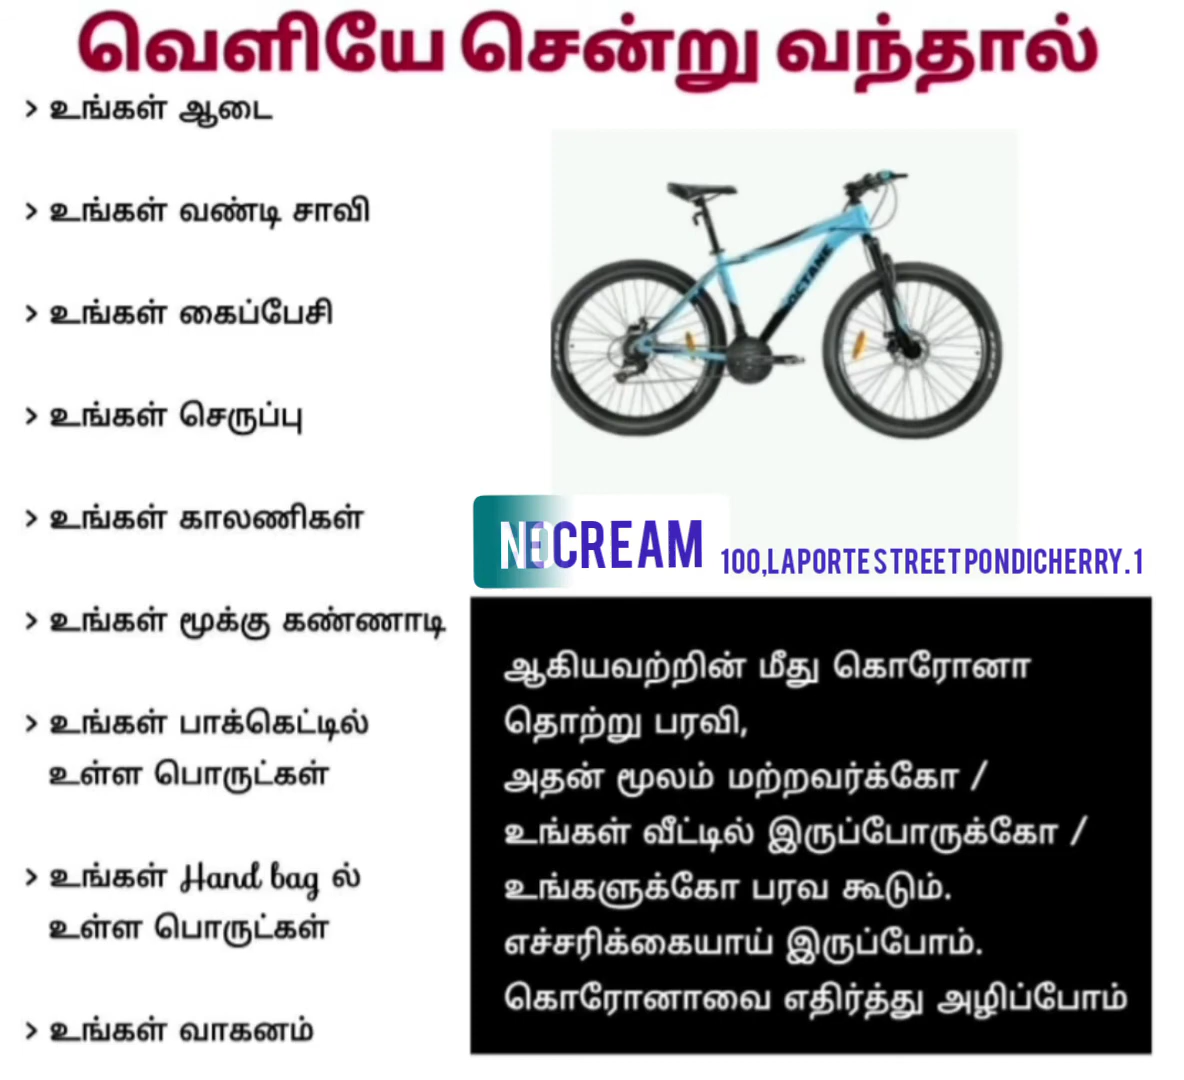 வெளியே சென்று வந்தால்
> உங்கள் ஆடை
> உங்கள் வண்டி சாவி
> உங்கள் கைப்பேசி
> உங்கள் செருப்பு
> உங்கள் காலணிகள்
> உங்கள் மூக்கு கண்ணாடி
> உங்கள் பாக்கெட்டில்
உள்ள பொருட்கள்
> உங்கள் Hand bag ல்
உள்ள பொருட்கள்
> உங்கள் வாகனம்
OCTANE
NEOCREAM
100,LAPORTE STREET PONDICHERRY.1
ஆகியவற்றின் மீது கொரோனா
தொற்று பரவி,
அதன் மூலம் மற்றவர்க்கோ /
உங்கள் வீட்டில் இருப்போருக்கோ /
உங்களுக்கோ பரவ கூடும்.
எச்சரிக்கையாய் இருப்போம்.
கொரோனாவை எதிர்த்து அழிப்போம்